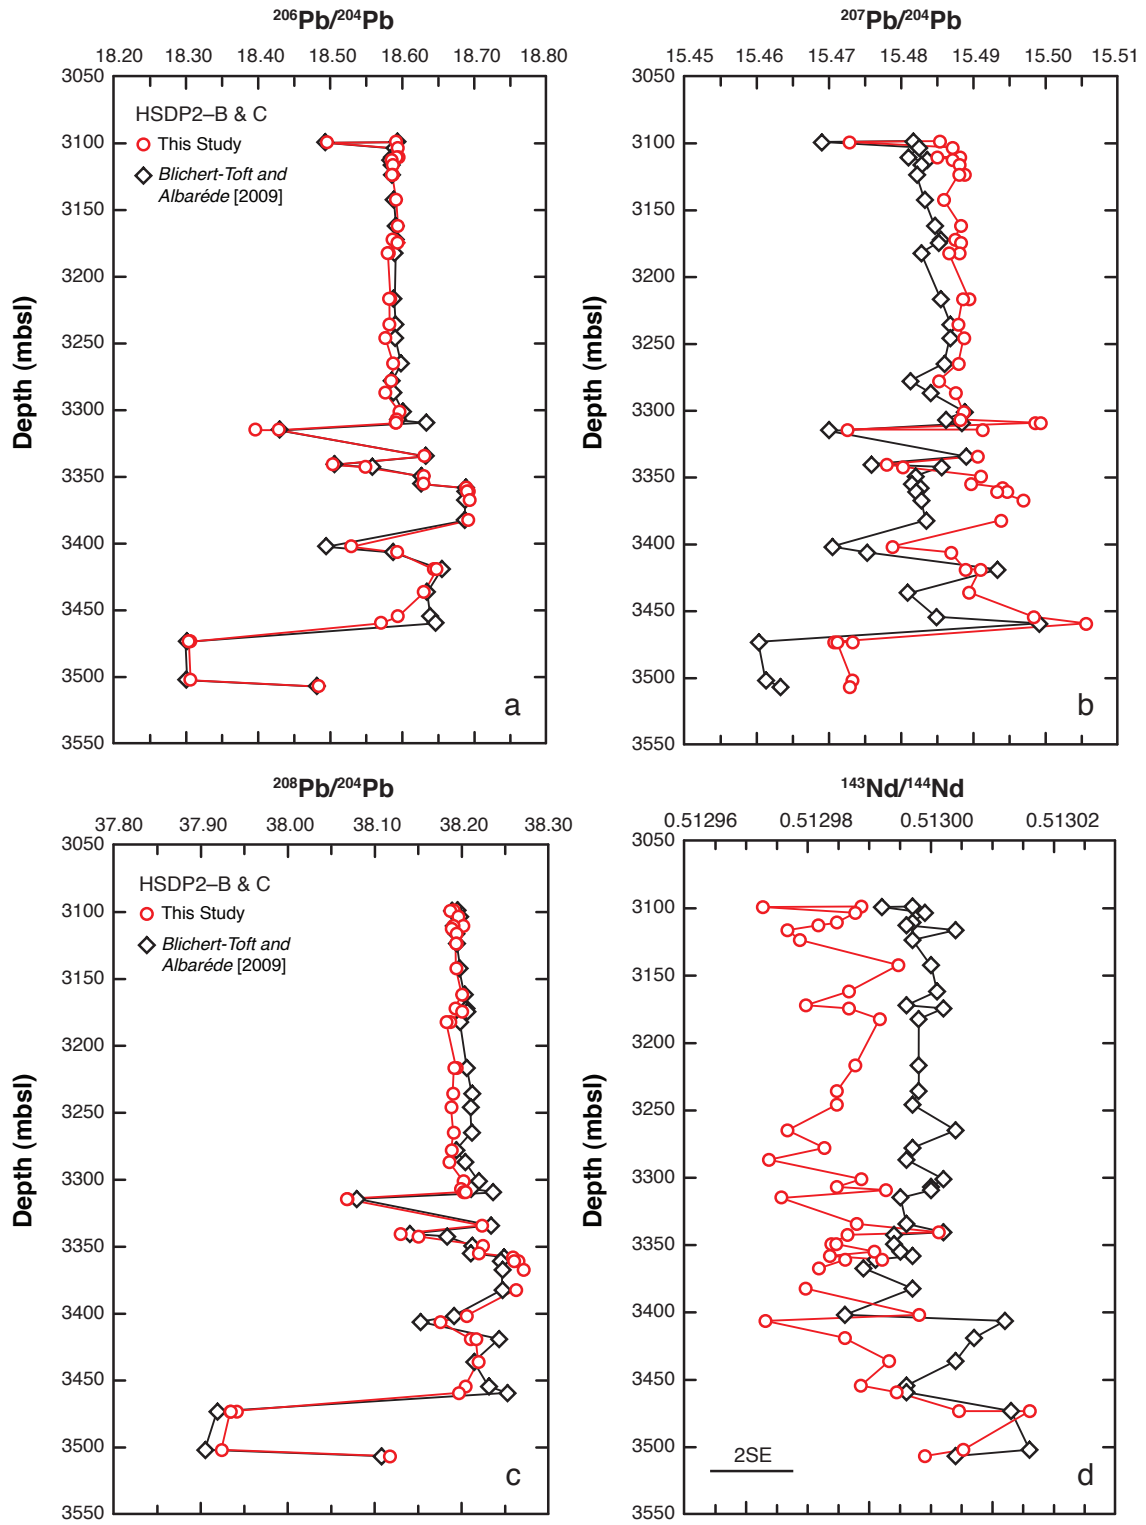 206Pb/204Pb
18.20 18.30 18.40 18.50 18.60 18.70 18.80
3050
3100
3150
3200
3250
3300
3350
3400
3450
3500
3550
Depth (mbsl)
HSDP2–B & C
This Study
Blichert-Toft and
Albaréde [2009]
a
207Pb/204Pb
15.45 15.46 15.47 15.48 15.49 15.50 15.51
3050
3100
3150
3200
3250
3300
3350
3400
3450
3500
3550
Depth (mbsl)
b
208Pb/204Pb
37.80 37.90 38.00 38.10 38.20 38.30
3050
3100
3150
3200
3250
3300
3350
3400
3450
3500
3550
Depth (mbsl)
HSDP2–B & C
This Study
Blichert-Toft and
Albaréde [2009]
c
143Nd/144Nd
0.51296 0.51298 0.51300 0.51302
3050
3100
3150
3200
3250
3300
3350
3400
3450
3500
3550
Depth (mbsl)
2SE
d